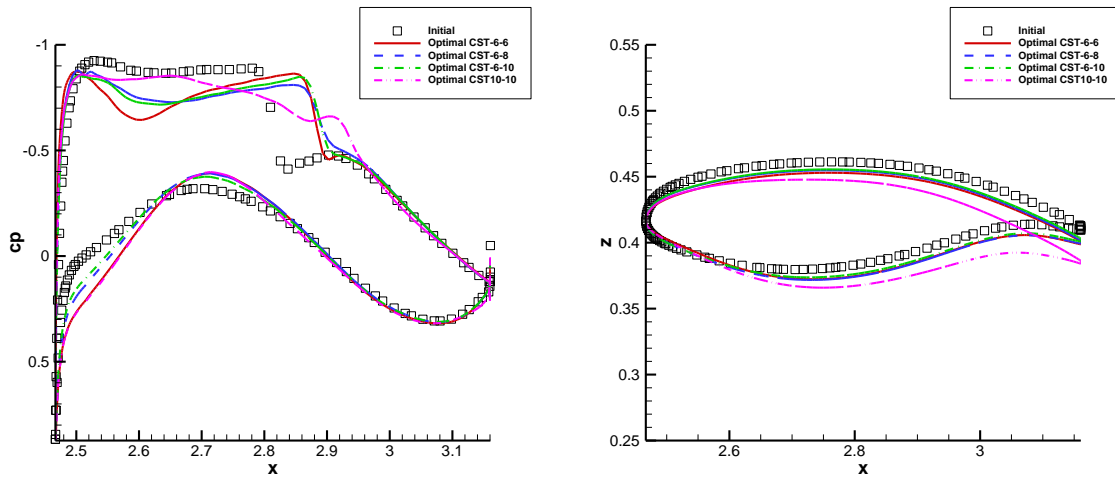 Initial
Optimal CST-6-6
Optimal CST-6-8
Optimal CST-6-10
Optimal CST10-10
-1
-0.5
0
0.5
cp
2.5 2.6 2.7 2.8 2.9 3 3.1
x
Initial
Optimal CST-6-6
Optimal CST-6-8
Optimal CST-6-10
Optimal CST10-10
0.55
0.5
0.45
0.4
0.35
0.3
0.25
z
2.6 2.8 3
x